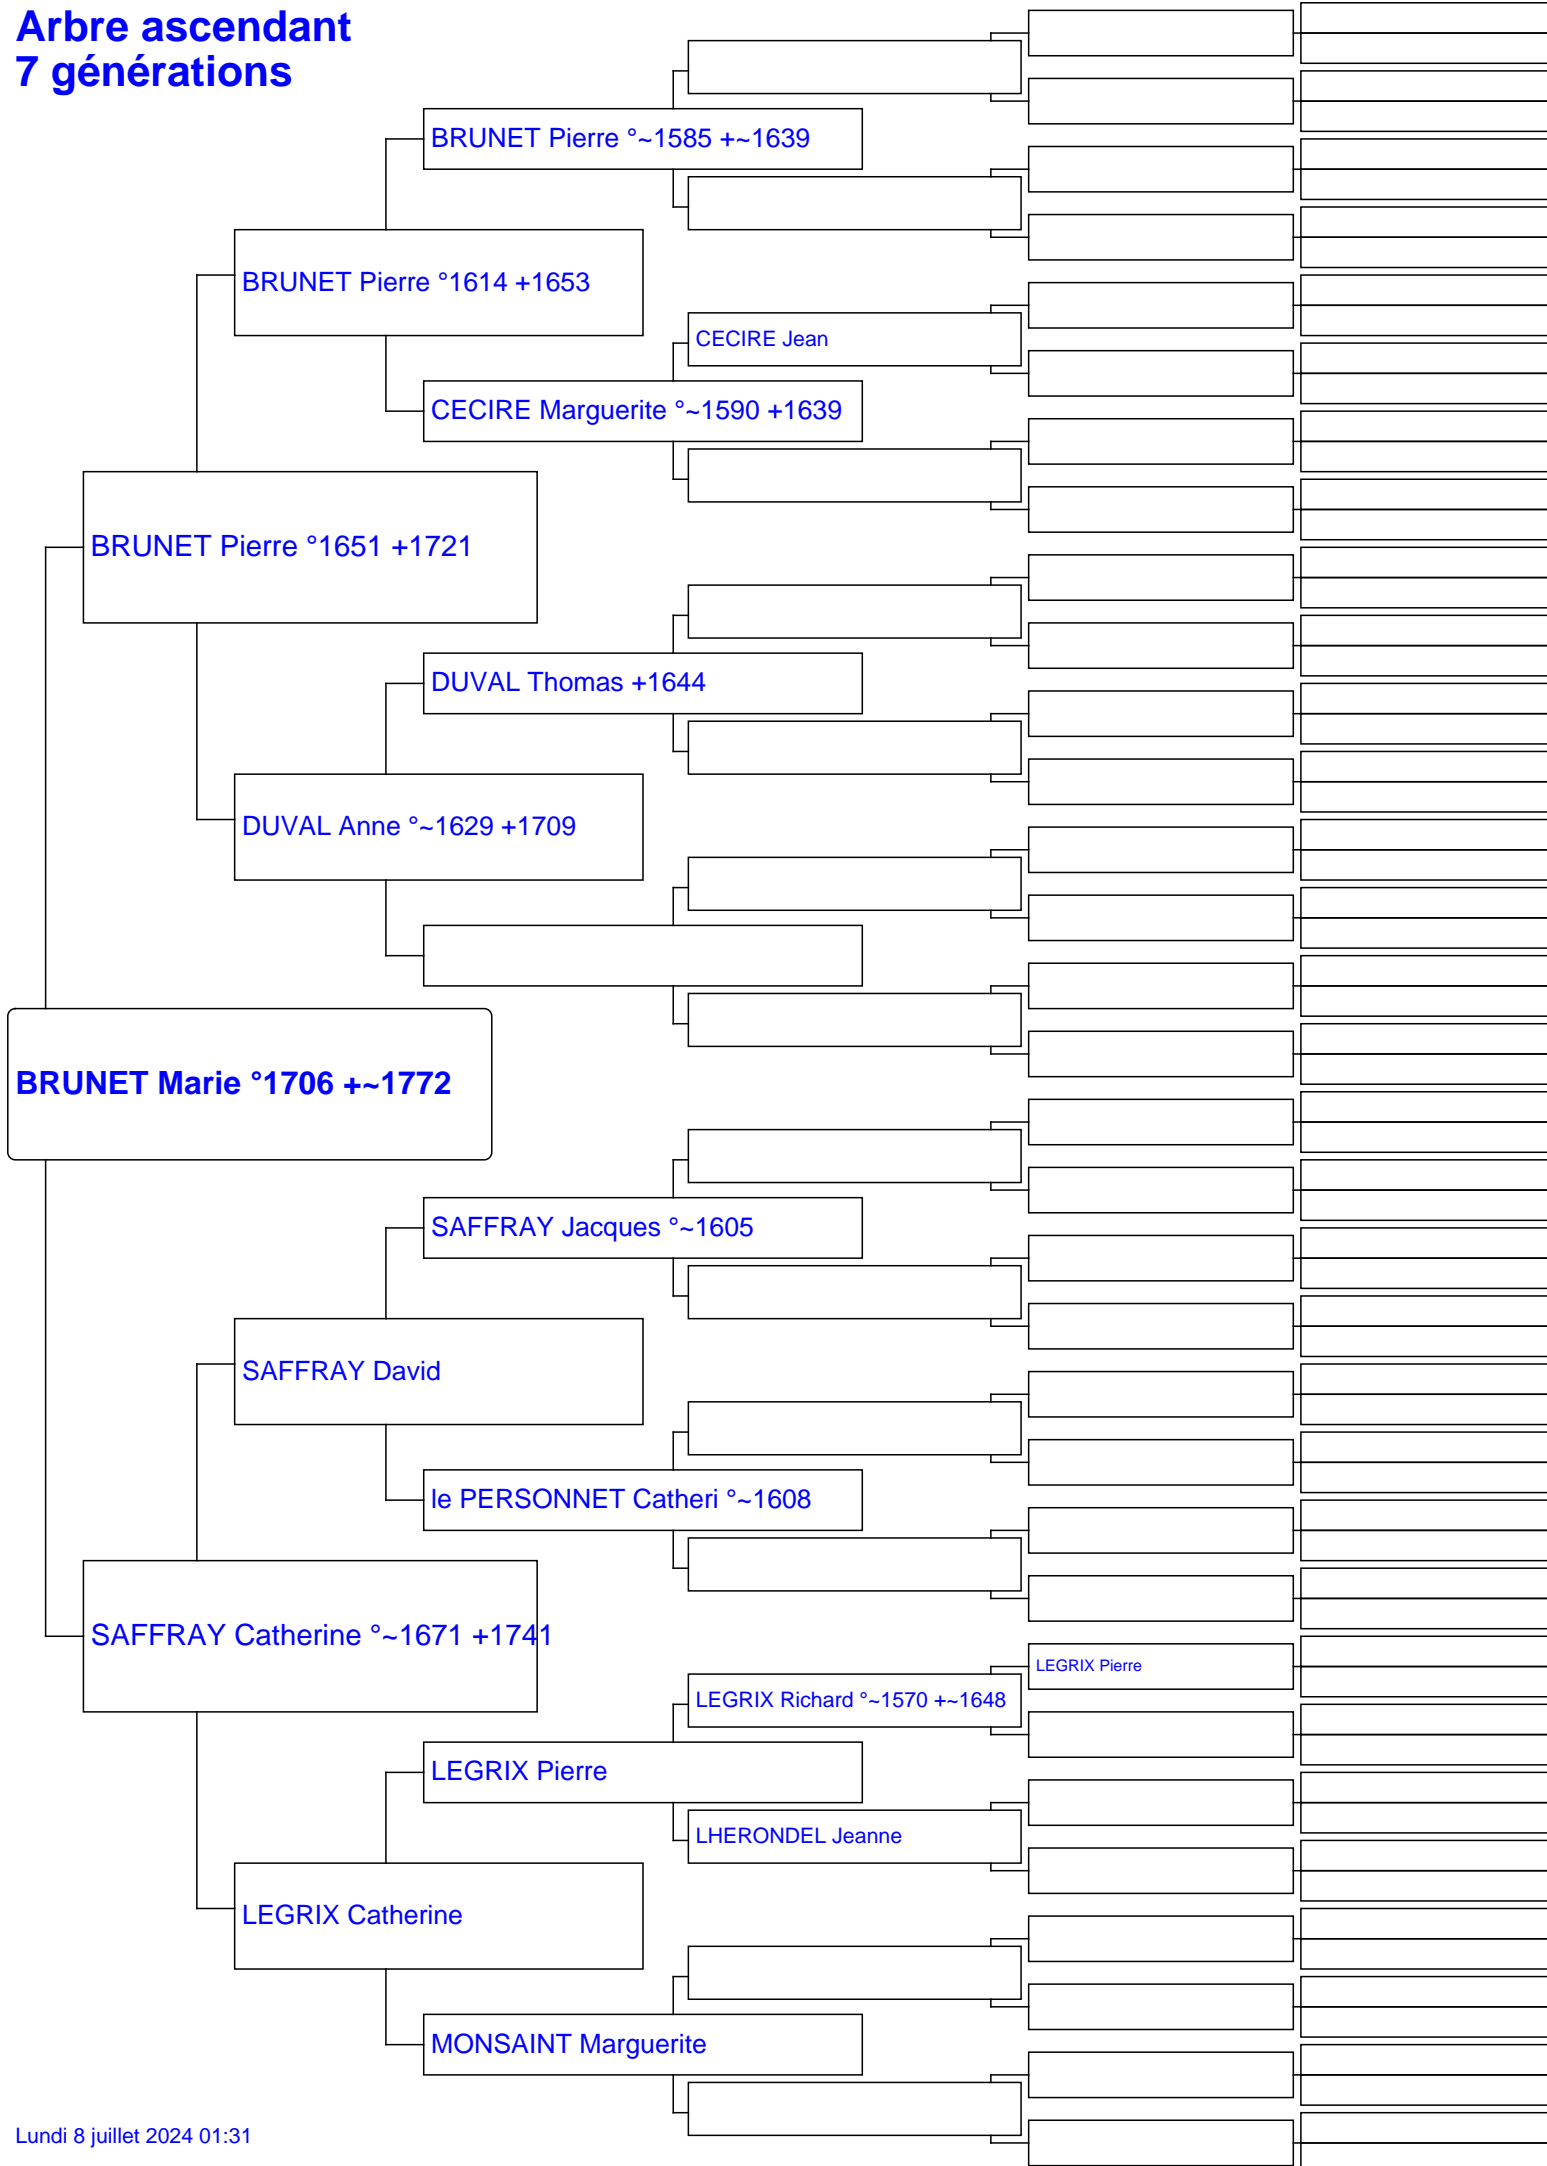 Arbre ascendant
7 générations
BRUNET Pierre °~1585 +~1639
BRUNET Pierre °1614 +1653
CECIRE Jean
CECIRE Marguerite °~1590 +1639
BRUNET Pierre °1651 +1721
DUVAL Thomas +1644
DUVAL Anne °~1629 +1709
BRUNET Marie °1706 +~1772
SAFFRAY Jacques °~1605
SAFFRAY David
le PERSONNET Catheri °~1608
SAFFRAY Catherine °~1671 +1741
LEGRIX Pierre
LEGRIX Richard °~1570 +~1648
LEGRIX Pierre
LHERONDEL Jeanne
LEGRIX Catherine
MONSAINT Marguerite
Lundi 8 juillet 2024 01:31